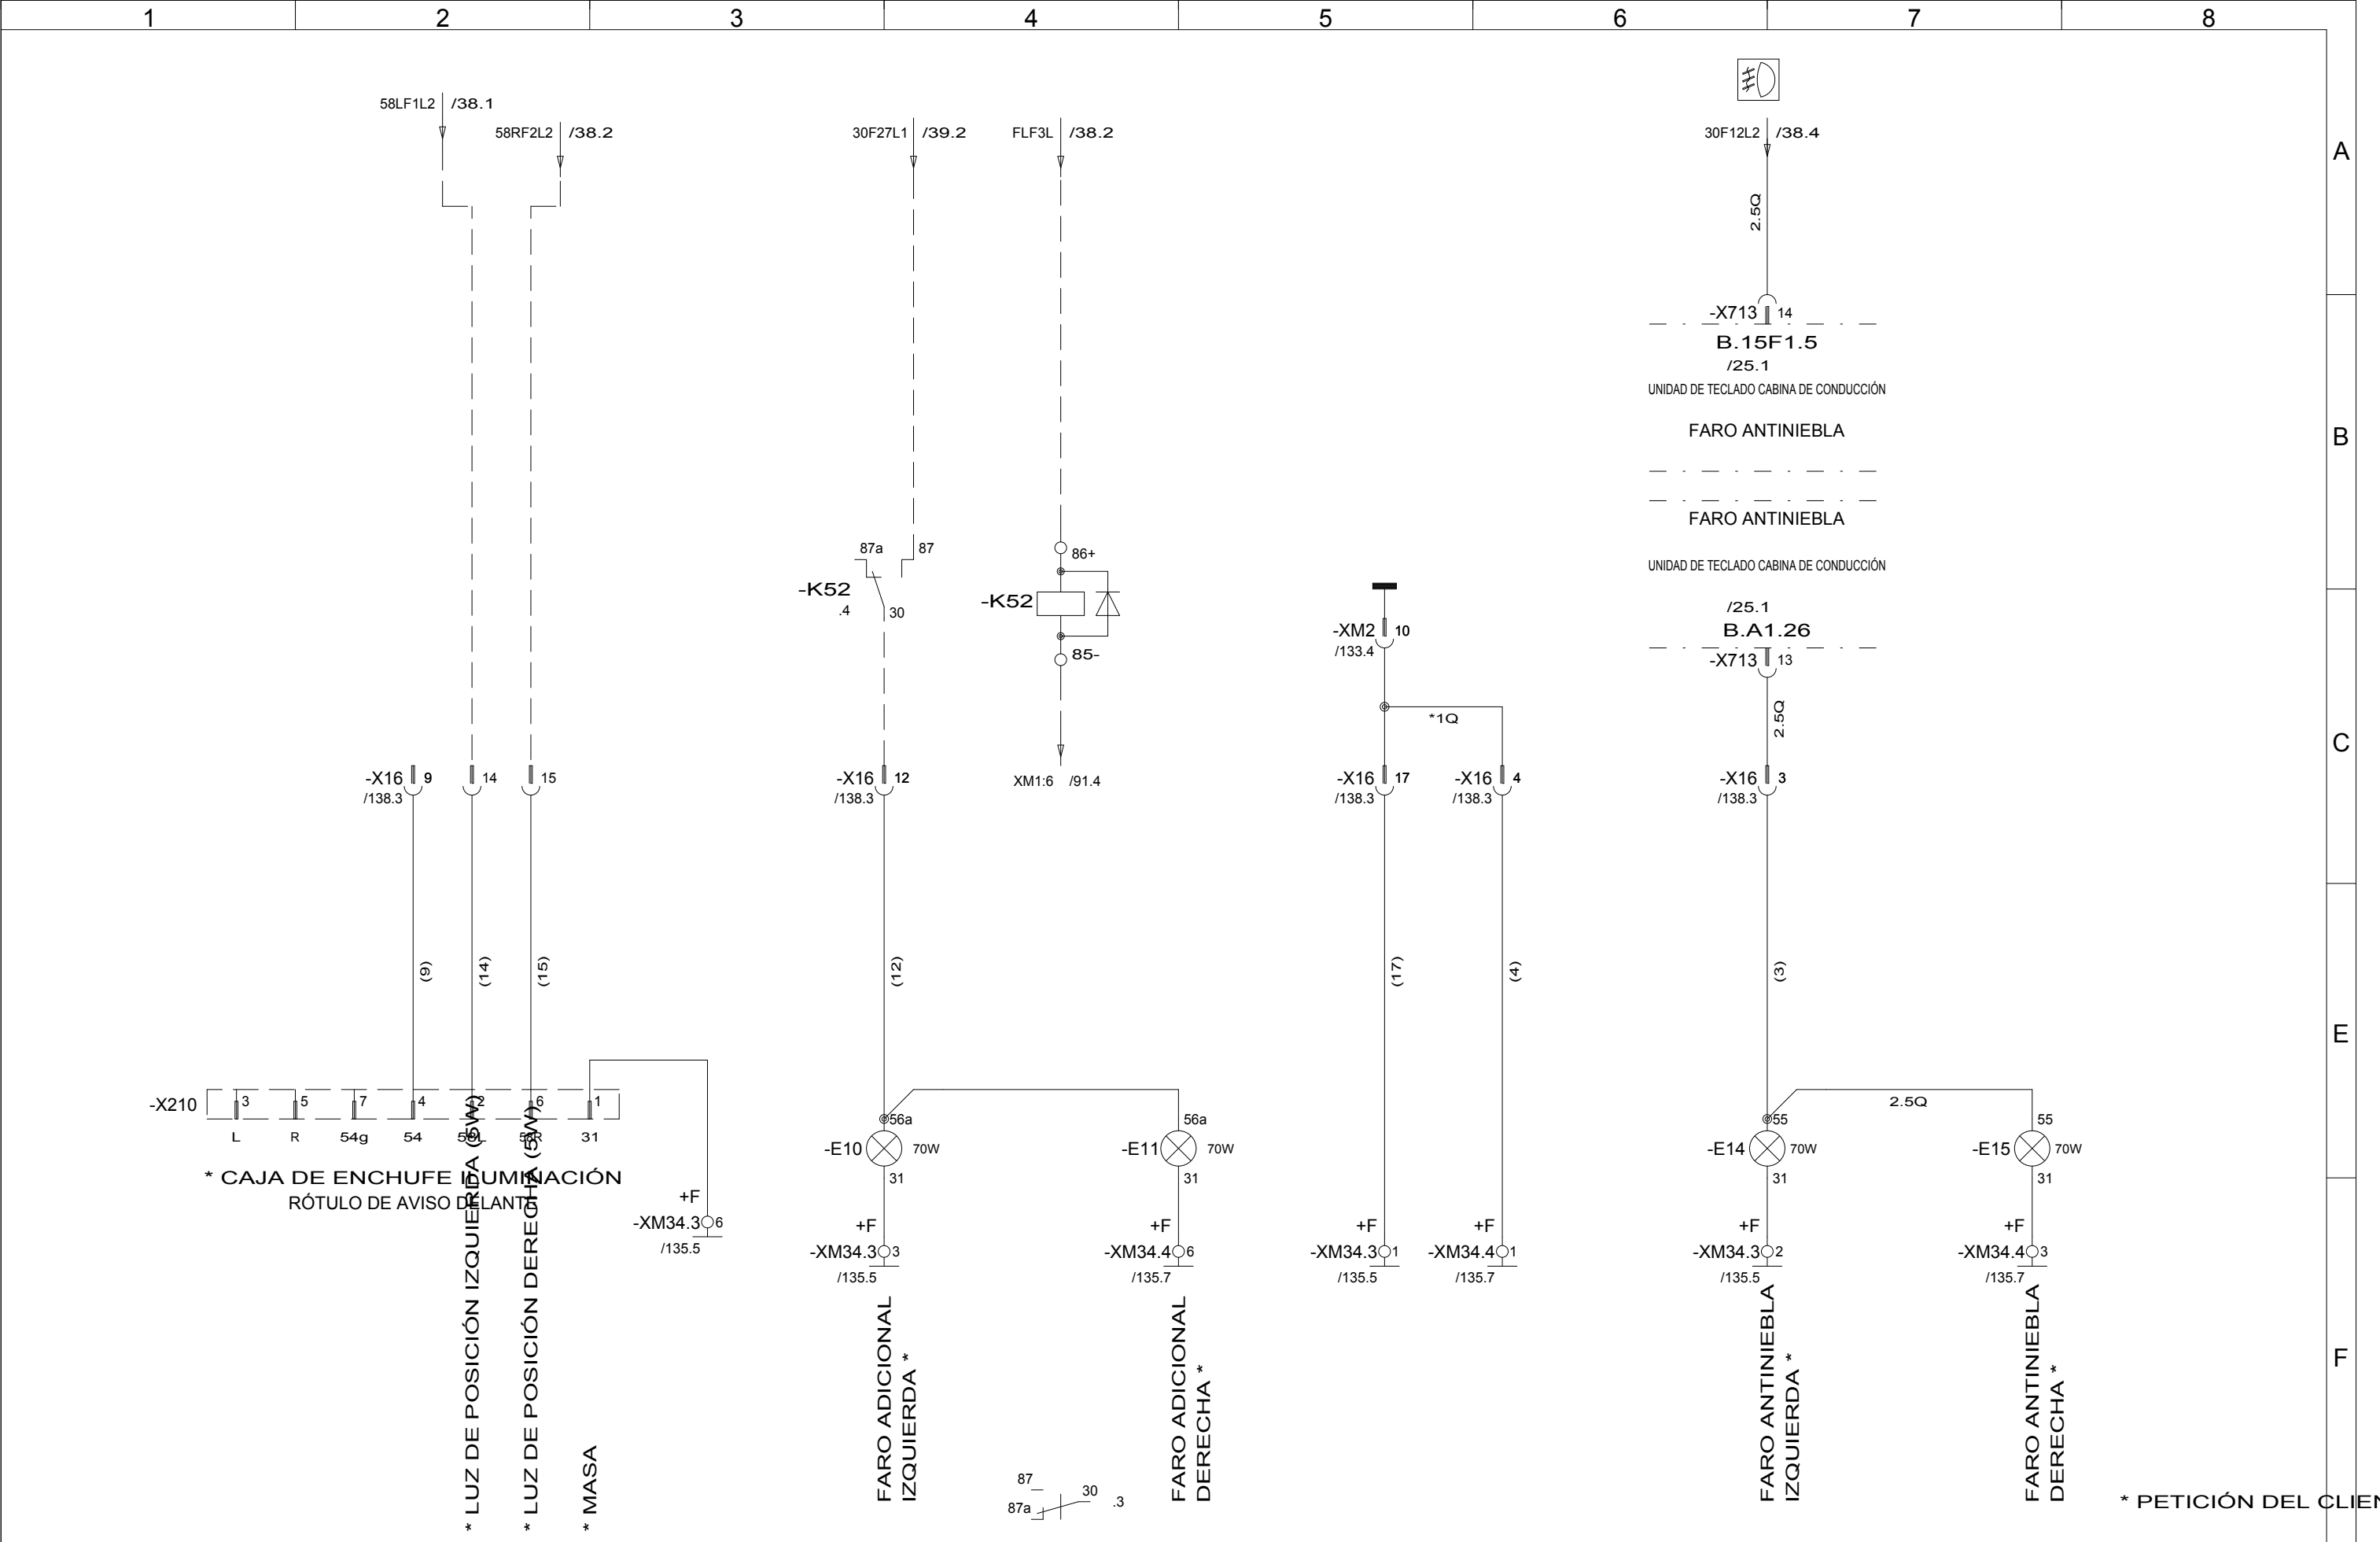 1 2 3 4 5 6 7 8
58LF1L2 /38.1
58RF2L2 /38.2
30F27L1 /39.2
FLF3L /38.2
30F12L2 /38.4
A
2.5Q
-X713 14
B.15F1.5
/25.1
UNIDAD DE TECLADO CABINA DE CONDUCCIÓN
FARO ANTINIEBLA
B
FARO ANTINIEBLA
UNIDAD DE TECLADO CABINA DE CONDUCCIÓN
/25.1
B.A1.26
-X713 13
2.5Q
87a 87
-K52
.4 30
86+
-K52
85-
XM1:6 /91.4
-XM2 10
/133.4
*1Q
C
-X16 9 14 15
/138.3
-X16 12
/138.3
-X16 17
/138.3
-X16 4
/138.3
-X16 3
/138.3
(9)
(14)
(15)
(12)
(17)
(4)
(3)
E
-X210 3 5 7 4 2 6 1
L R 54g 54 58L 58R 31
* CAJA DE ENCHUFE ILUMINACIÓN
RÓTULO DE AVISO DELANTE
* LUZ DE POSICIÓN IZQUIERDA (5W)
* LUZ DE POSICIÓN DERECHA (5W)
* MASA
+F
-XM34.3 6
/135.5
56a
-E10 70W
31
+F
-XM34.3 3
/135.5
FARO ADICIONAL
IZQUIERDA *
56a
-E11 70W
31
+F
-XM34.4 6
/135.7
FARO ADICIONAL
DERECHA *
+F
-XM34.3 1
/135.5
+F
-XM34.4 1
/135.7
55
-E14 70W
31
+F
-XM34.3 2
/135.5
FARO ANTINIEBLA
IZQUIERDA *
2.5Q
55
-E15 70W
31
+F
-XM34.4 3
/135.7
FARO ANTINIEBLA
DERECHA *
F
87
30 .3
87a
* PETICIÓN DEL CLIEN